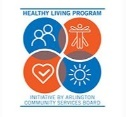 HEALTHY LIVING PROGRAM
INITIATIVE BY ARLINGTON
COMMUNITY SERVICES BOARD